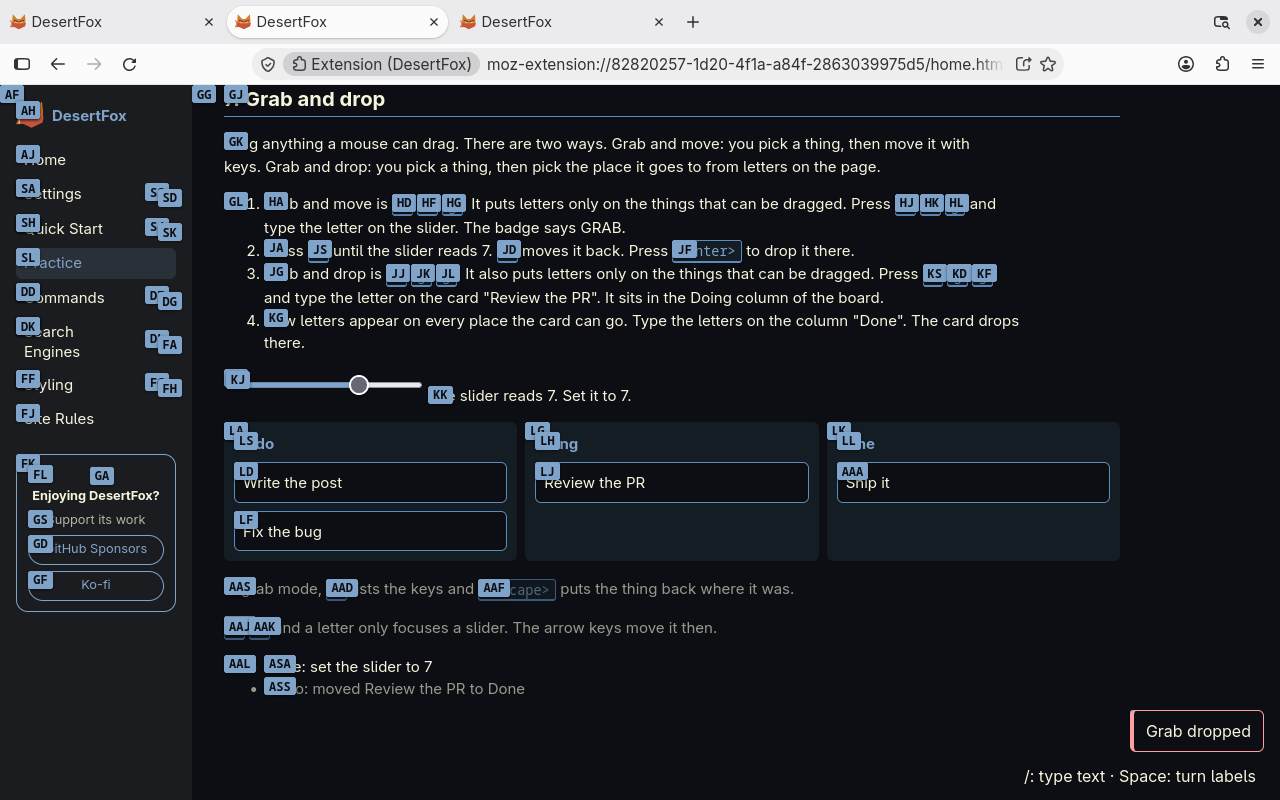 DesertFox
DesertFox
DesertFox
Extension (DesertFox) moz-extension://82820257-1d20-4f1a-a84f-2863039975d5/home.htm
AF
AH DesertFox
AJ me
SA ttings SD
SH ick Start SK
SL ractice
DD mmands DG
DK arch
Engines FA
FF yling FH
FJ te Rules
FK
FL GA
Enjoying DesertFox?
GS upport its work
GD itHub Sponsors
GF Ko-fi
GG GJ Grab and drop
GK g anything a mouse can drag. There are two ways. Grab and move: you pick a thing, then move it with
keys. Grab and drop: you pick a thing, then pick the place it goes to from letters on the page.
GL 1. HA b and move is HD HF HG It puts letters only on the things that can be dragged. Press HJ HK HL and
type the letter on the slider. The badge says GRAB.
2. JA ss JS until the slider reads 7. JD moves it back. Press JF nter> to drop it there.
3. JG b and drop is JJ JK JL It also puts letters only on the things that can be dragged. Press KS KD KF
and type the letter on the card "Review the PR". It sits in the Doing column of the board.
4. KG w letters appear on every place the card can go. Type the letters on the column "Done". The card drops
there.
KJ
KK slider reads 7. Set it to 7.
LA LG LK
LS do LH ng LL ne
LD Write the post LJ Review the PR AAA Ship it
LF Fix the bug
AAS ab mode, AAD sts the keys and AAF cape> puts the thing back where it was.
AAJ AAK nd a letter only focuses a slider. The arrow keys move it then.
AAL ASA e: set the slider to 7
• ASS o: moved Review the PR to Done
Grab dropped
/: type text · Space: turn labels